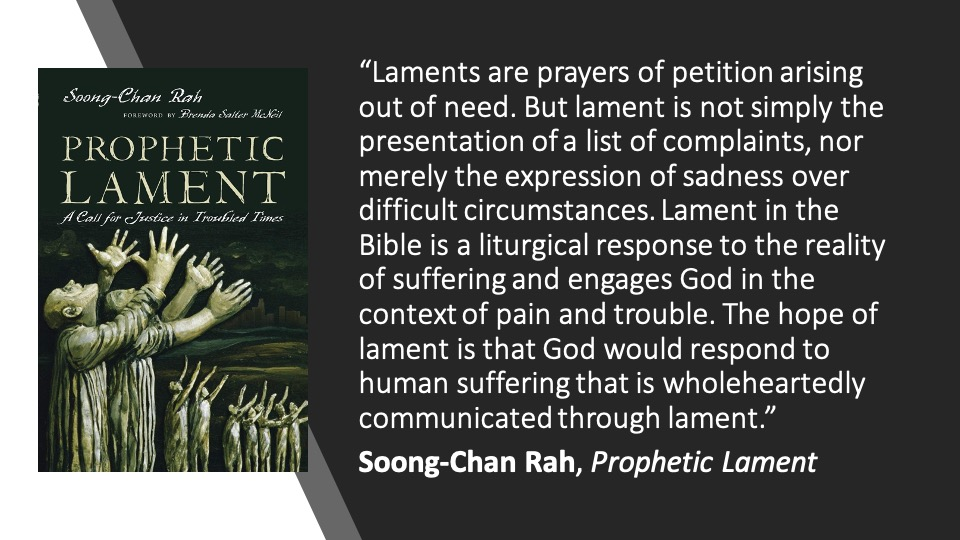 Soong-Chan Rah
FOREWORD BY Brenda Salter McNeil
PROPHETIC
LAMENT
A Call for Justice in Troubled Times
“Laments are prayers of petition arising
out of need. But lament is not simply the
presentation of a list of complaints, nor
merely the expression of sadness over
difficult circumstances. Lament in the
Bible is a liturgical response to the reality
of suffering and engages God in the
context of pain and trouble. The hope of
lament is that God would respond to
human suffering that is wholeheartedly
communicated through lament.”
Soong-Chan Rah, Prophetic Lament